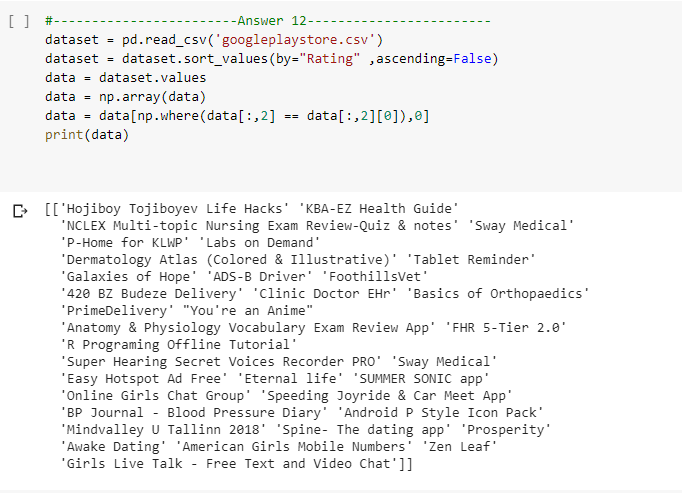 [ ] #-----------------------Answer 12-----------------------
dataset = pd.read_csv('googleplaystore.csv')
dataset = dataset.sort_values(by="Rating" ,ascending=False)
data = dataset.values
data = np.array(data)
data = data[np.where(data[:,2] == data[:,2][0]),0]
print(data)
[['Hojiboy Tojiboyev Life Hacks' 'KBA-EZ Health Guide'
'NCLEX Multi-topic Nursing Exam Review-Quiz & notes' 'Sway Medical'
'P-Home for KLWP' 'Labs on Demand'
'Dermatology Atlas (Colored & Illustrative)' 'Tablet Reminder'
'Galaxies of Hope' 'ADS-B Driver' 'FoothillsVet'
'420 BZ Budeze Delivery' 'Clinic Doctor EHr' 'Basics of Orthopaedics'
'PrimeDelivery' "You're an Anime"
'Anatomy & Physiology Vocabulary Exam Review App' 'FHR 5-Tier 2.0'
'R Programing Offline Tutorial'
'Super Hearing Secret Voices Recorder PRO' 'Sway Medical'
'Easy Hotspot Ad Free' 'Eternal life' 'SUMMER SONIC app'
'Online Girls Chat Group' 'Speeding Joyride & Car Meet App'
'BP Journal - Blood Pressure Diary' 'Android P Style Icon Pack'
'Mindvalley U Tallinn 2018' 'Spine- The dating app' 'Prosperity'
'Awake Dating' 'American Girls Mobile Numbers' 'Zen Leaf'
'Girls Live Talk - Free Text and Video Chat']]